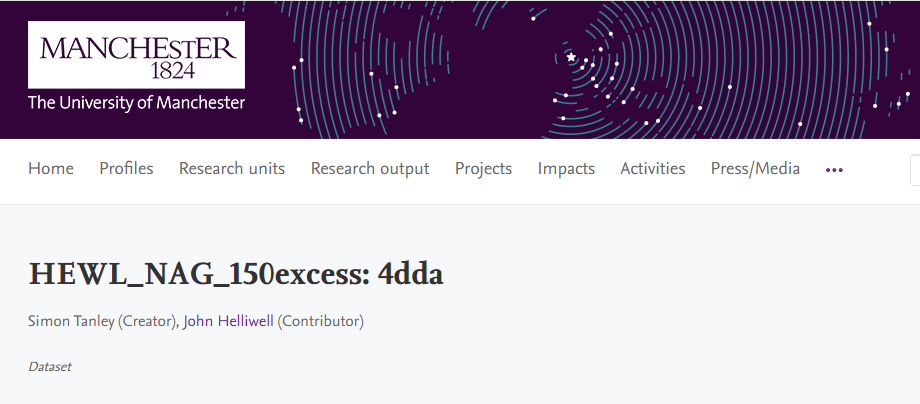 MANCHEsTER
1824
The University of Manchester
Home Profiles Research units Research output Projects Impacts Activities Press/Media •••
HEWL_NAG_150excess: 4dda
Simon Tanley (Creator), John Helliwell (Contributor)
Dataset